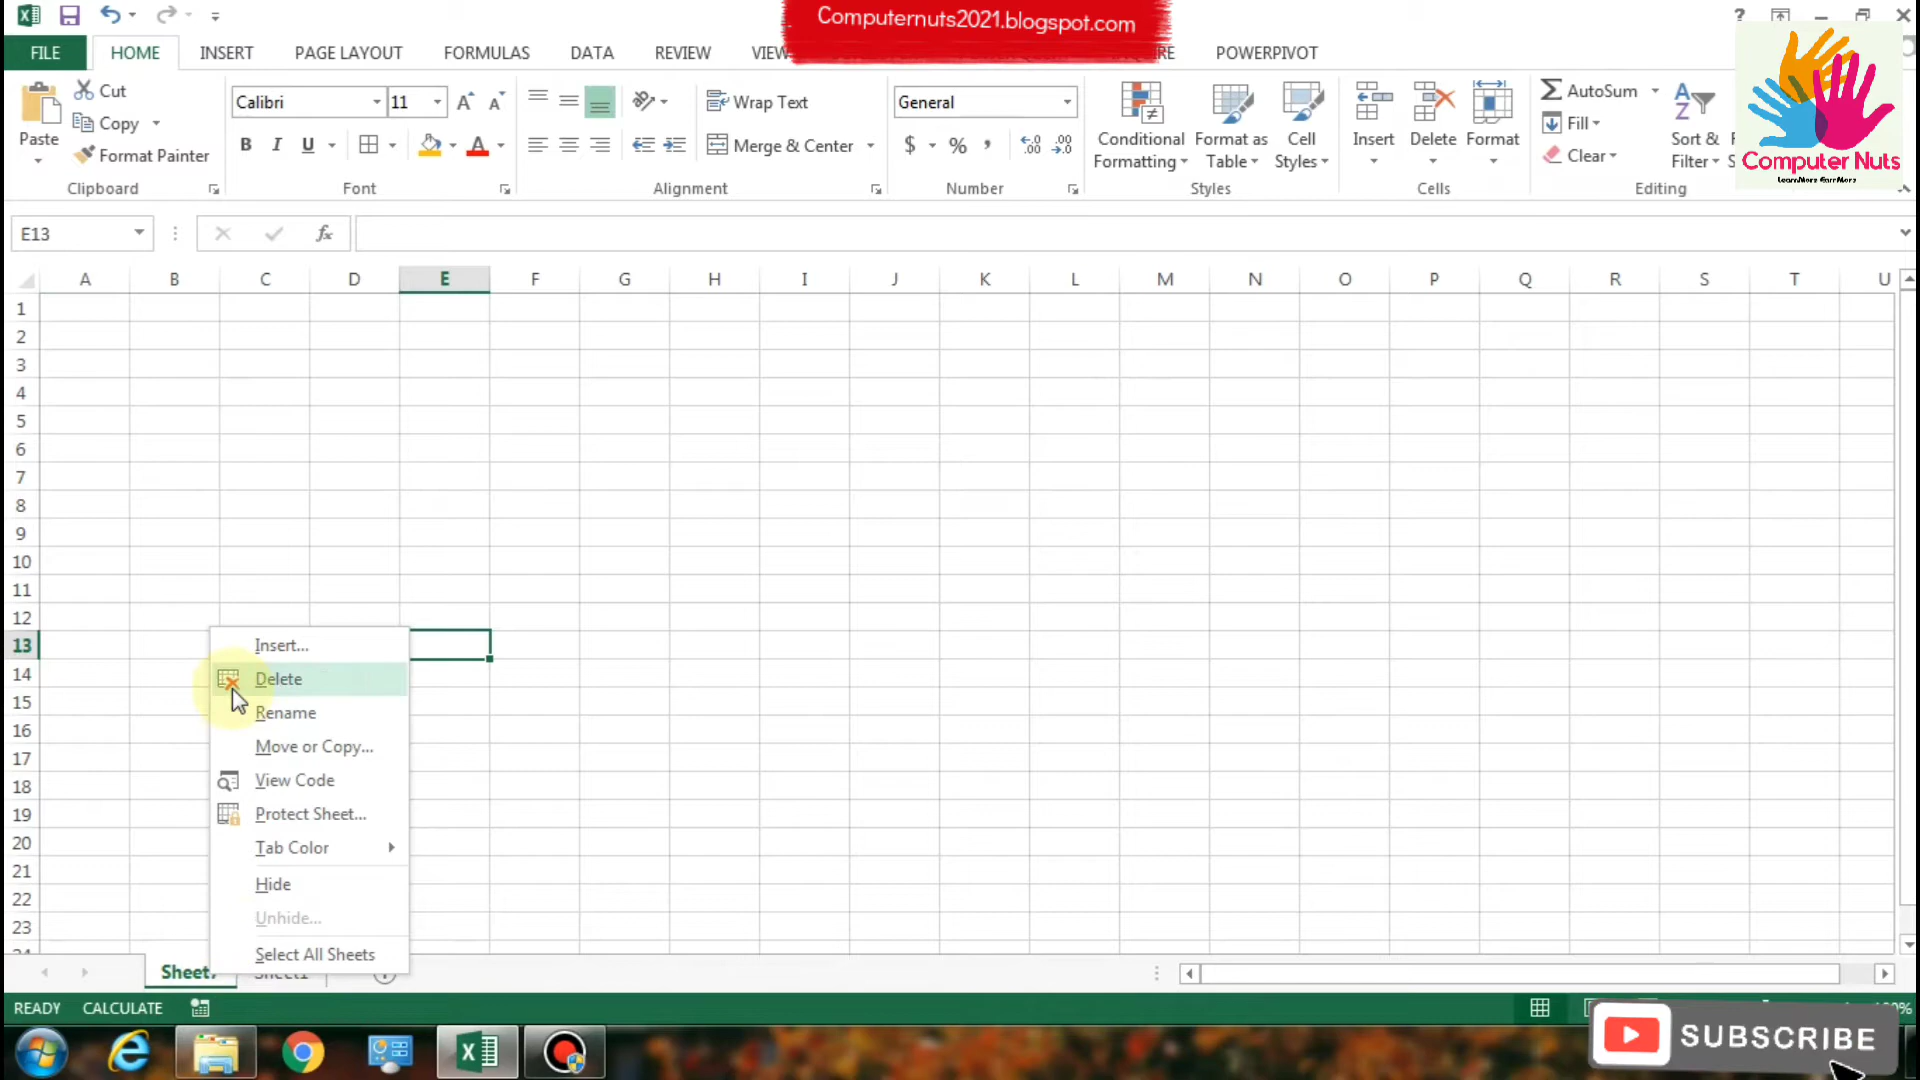 Computernuts2021.blogspot.com
FILE HOME INSERT PAGE LAYOUT FORMULAS DATA REVIEW VIEW POWERPIVOT
Cut
Copy
Format Painter
Paste
Clipboard
Calibri 11
B I U
Font
Wrap Text
Merge & Center
Alignment
General
$ % ,
Number
Conditional Formatting
Format as Table
Cell Styles
Styles
Insert Delete Format
Cells
AutoSum
Fill
Clear
Sort & Filter
Editing
Computer Nuts
LearnMore EarnMore
E13
fx
A B C D E F G H I J K L M N O P Q R S T U
1
2
3
4
5
6
7
8
9
10
11
12
13
14
15
16
17
18
19
20
21
22
23
Insert...
Delete
Rename
Move or Copy...
View Code
Protect Sheet...
Tab Color
Hide
Unhide...
Select All Sheets
Sheet1
READY CALCULATE
SUBSCRIBE